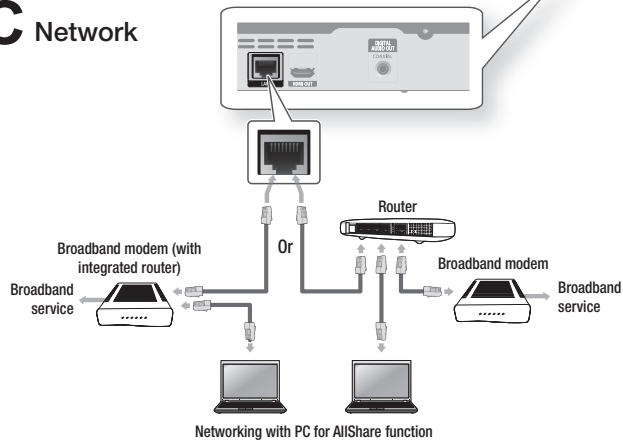 C Network
DIGITAL
AUDIO OUT
COAXIAL
LAN
HDMI OUT
Router
Or
Broadband modem (with
integrated router)
Broadband
service
Broadband modem
Broadband
service
Networking with PC for AllShare function